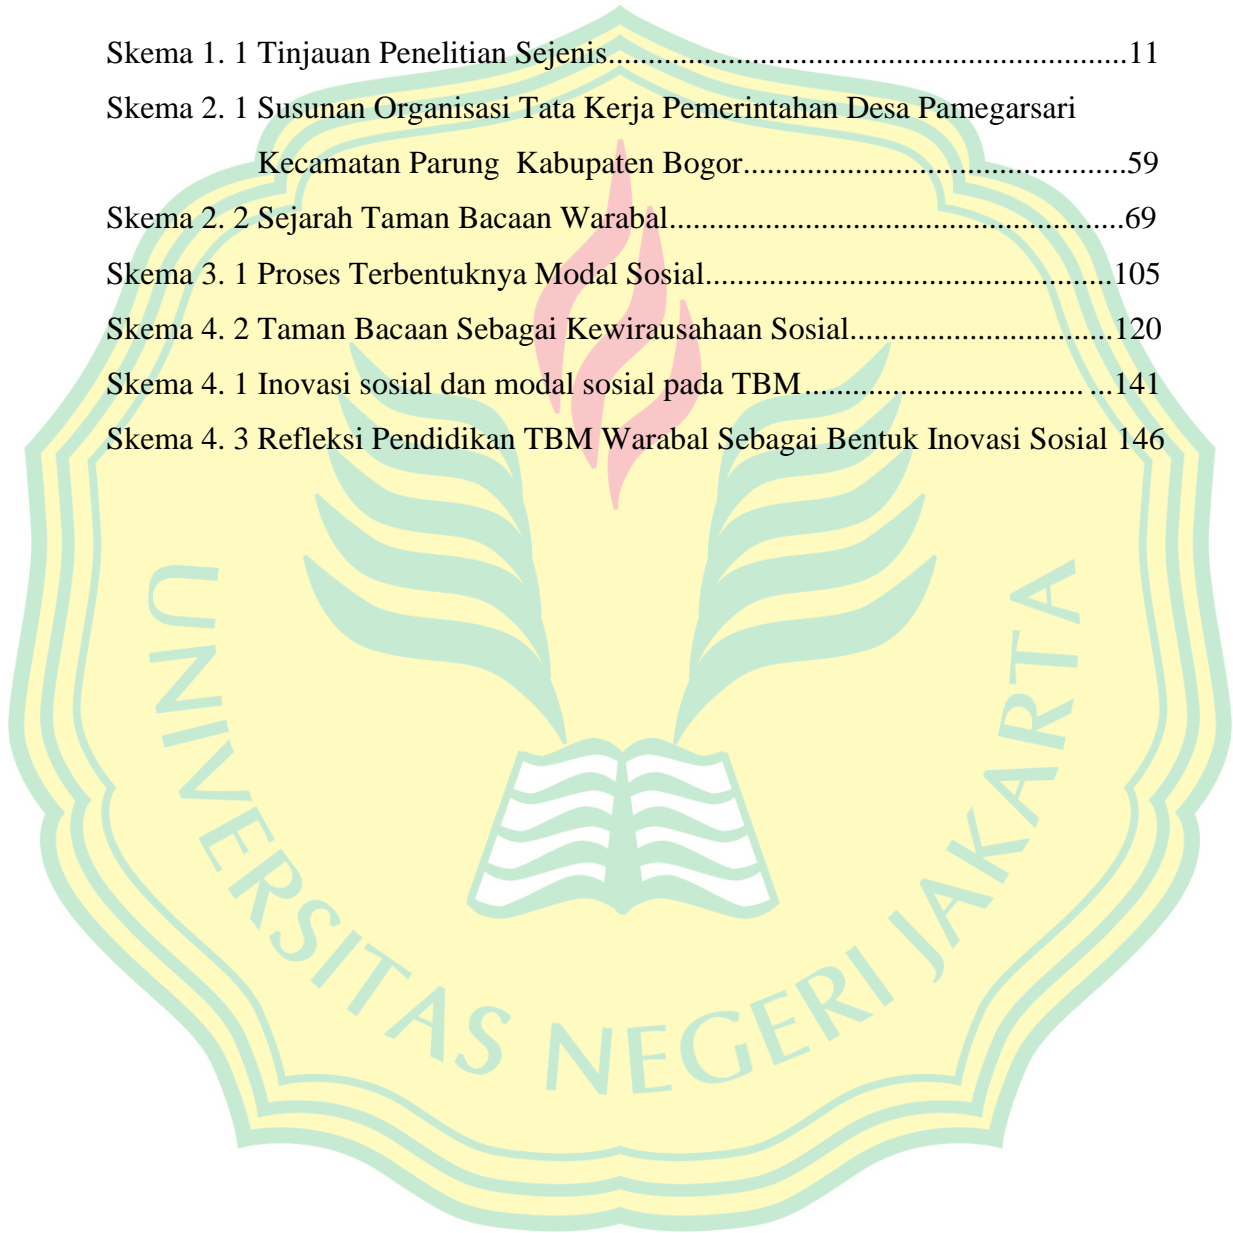 Skema 1. 1 Tinjauan Penelitian Sejenis.................................................................11
Skema 2. 1 Susunan Organisasi Tata Kerja Pemerintahan Desa Pamegarsari
Kecamatan Parung  Kabupaten Bogor................................................59
Skema 2. 2 Sejarah Taman Bacaan Warabal.........................................................69
Skema 3. 1 Proses Terbentuknya Modal Sosial...................................................105
Skema 4. 2 Taman Bacaan Sebagai Kewirausahaan Sosial.................................120
Skema 4. 1 Inovasi sosial dan modal sosial pada TBM ................................... ...141
Skema 4. 3 Refleksi Pendidikan TBM Warabal Sebagai Bentuk Inovasi Sosial 146
UNIVERSITAS NEGERI JAKARTA